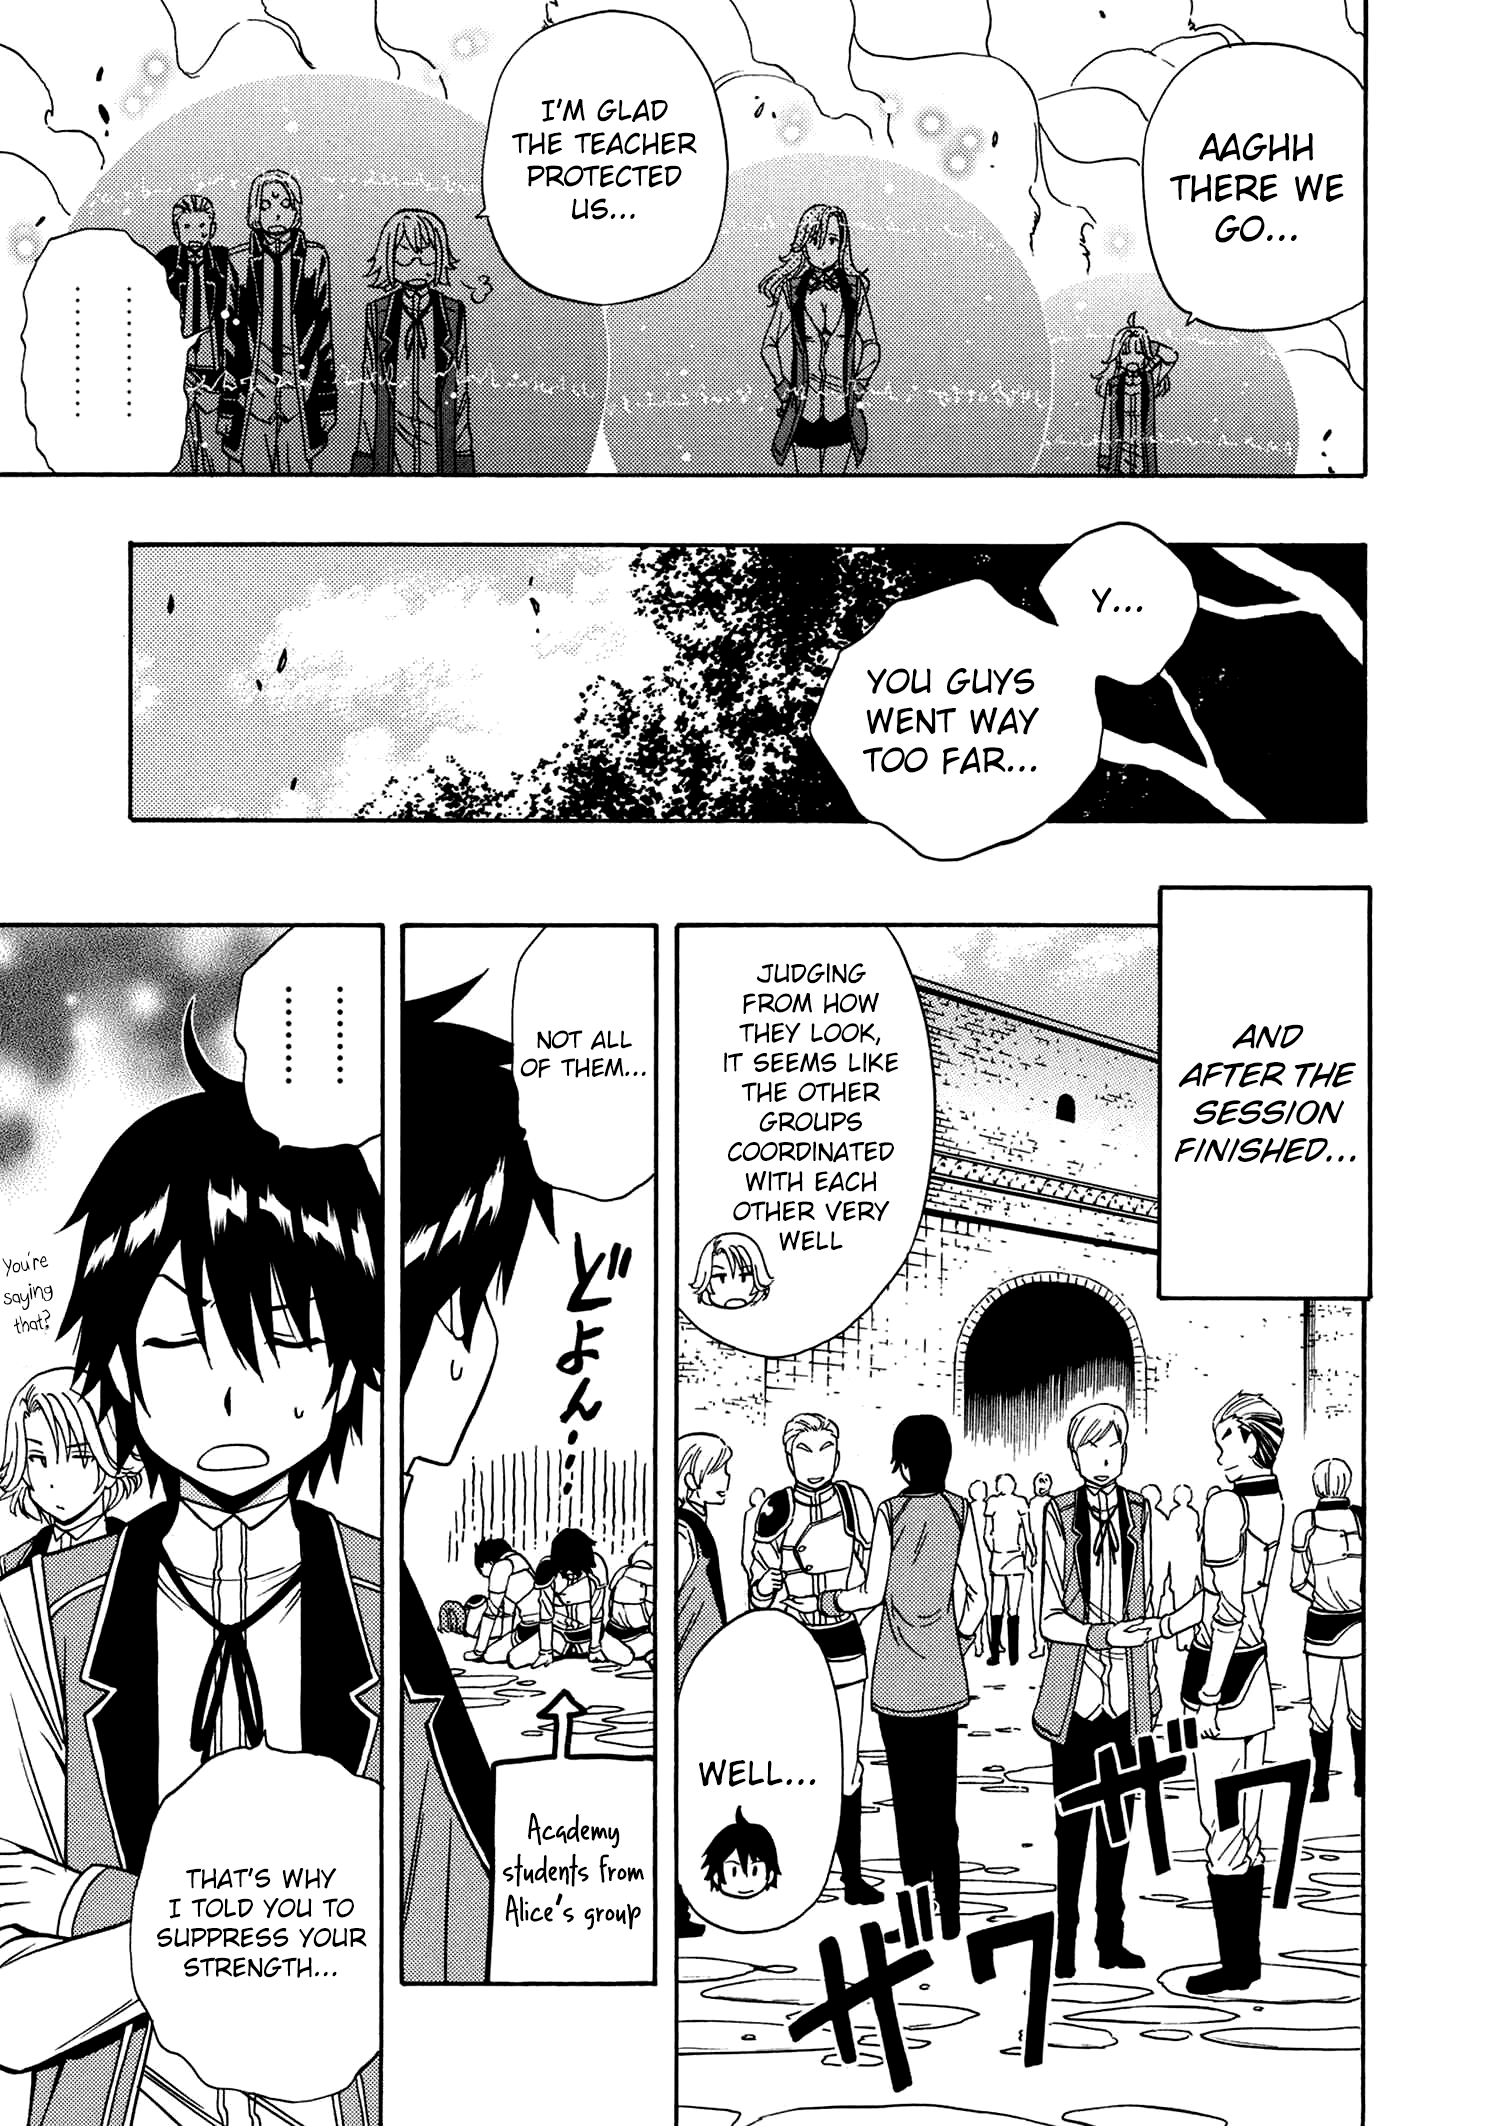 AAGHH
THERE WE
GO...
I'M GLAD
THE TEACHER
PROTECTED
US...
Y...
YOU GUYS
WENT WAY
TOO FAR...
AND
AFTER THE
SESSION
FINISHED...
JUDGING
FROM HOW
THEY LOOK,
IT SEEMS LIKE
THE OTHER
GROUPS
COORDINATED
WITH EACH
OTHER VERY
WELL
WELL...
ザワ
ザワ
NOT ALL
OF THEM...
どよん...
Academy
students from
Alice's group
THAT'S WHY
I TOLD YOU TO
SUPPRESS YOUR
STRENGTH...
You're
saying
that?